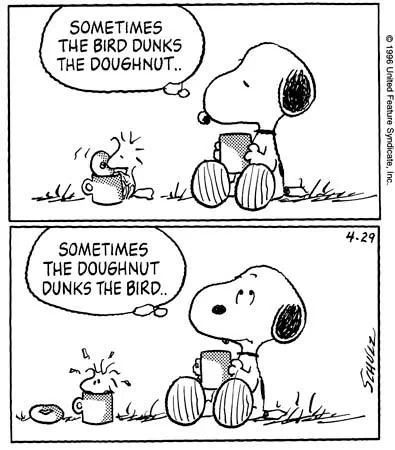 SOMETIMES
THE BIRD DUNKS
THE DOUGHNUT..
© 1996 United Feature Syndicate, Inc.
SOMETIMES
THE DOUGHNUT
DUNKS THE BIRD..
4-29
SCHULZ